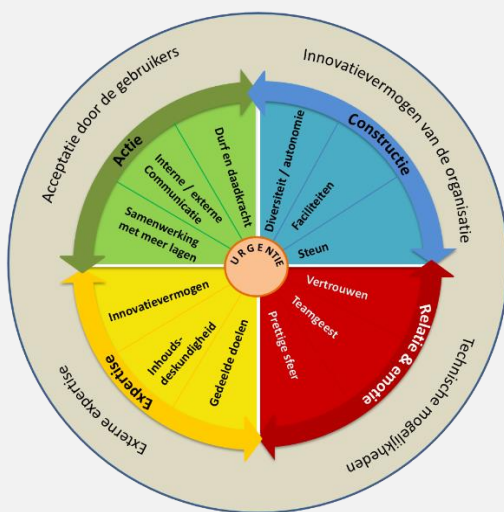 Acceptatie door de gebruikers
Innovatievermogen van de organisatie
Actie
Constructie
Durf en daadkracht
Interne / externe
Communicatie
Samenwerking
met meer lagen
Diversiteit / autonomie
Faciliteiten
Steun
URGENTIE
Innovatievermogen
Inhouds-
deskundigheid
Gedeelde doelen
Vertrouwen
Teamgeest
Prettige sfeer
Expertise
Relatie & emotie
Externe expertise
Technische mogelijkheden